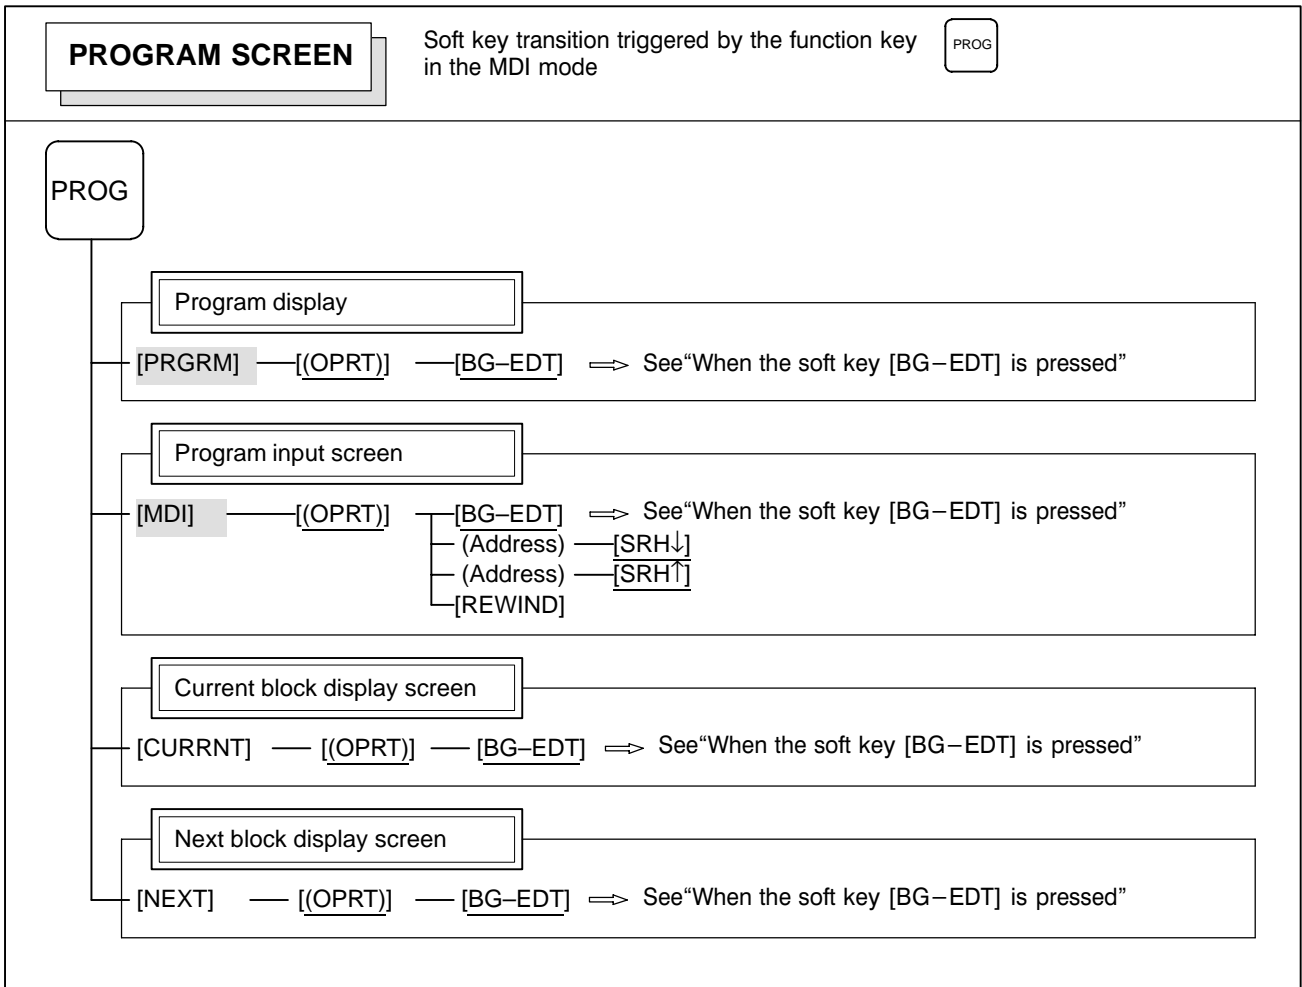 PROGRAM SCREEN
Soft key transition triggered by the function key
in the MDI mode
PROG
PROG
Program display
[PRGRM] [(OPRT)] [BG–EDT] ⇒ See“When the soft key [BG–EDT] is pressed”
Program input screen
[MDI] [(OPRT)] [BG–EDT] ⇒ See“When the soft key [BG–EDT] is pressed”
(Address) [SRH↓]
(Address) [SRH↑]
[REWIND]
Current block display screen
[CURRNT] [(OPRT)] [BG–EDT] ⇒ See“When the soft key [BG–EDT] is pressed”
Next block display screen
[NEXT] [(OPRT)] [BG–EDT] ⇒ See“When the soft key [BG–EDT] is pressed”